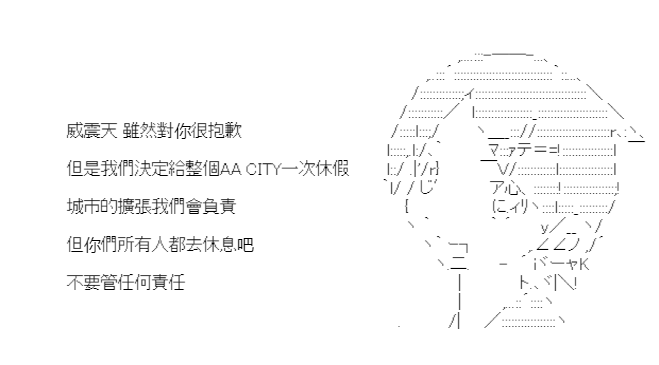 威震天 雖然對你很抱歉
但是我們決定給整個AA CITY一次休假
城市的擴張我們會負責
但你們所有人都去休息吧
不要管任何責任